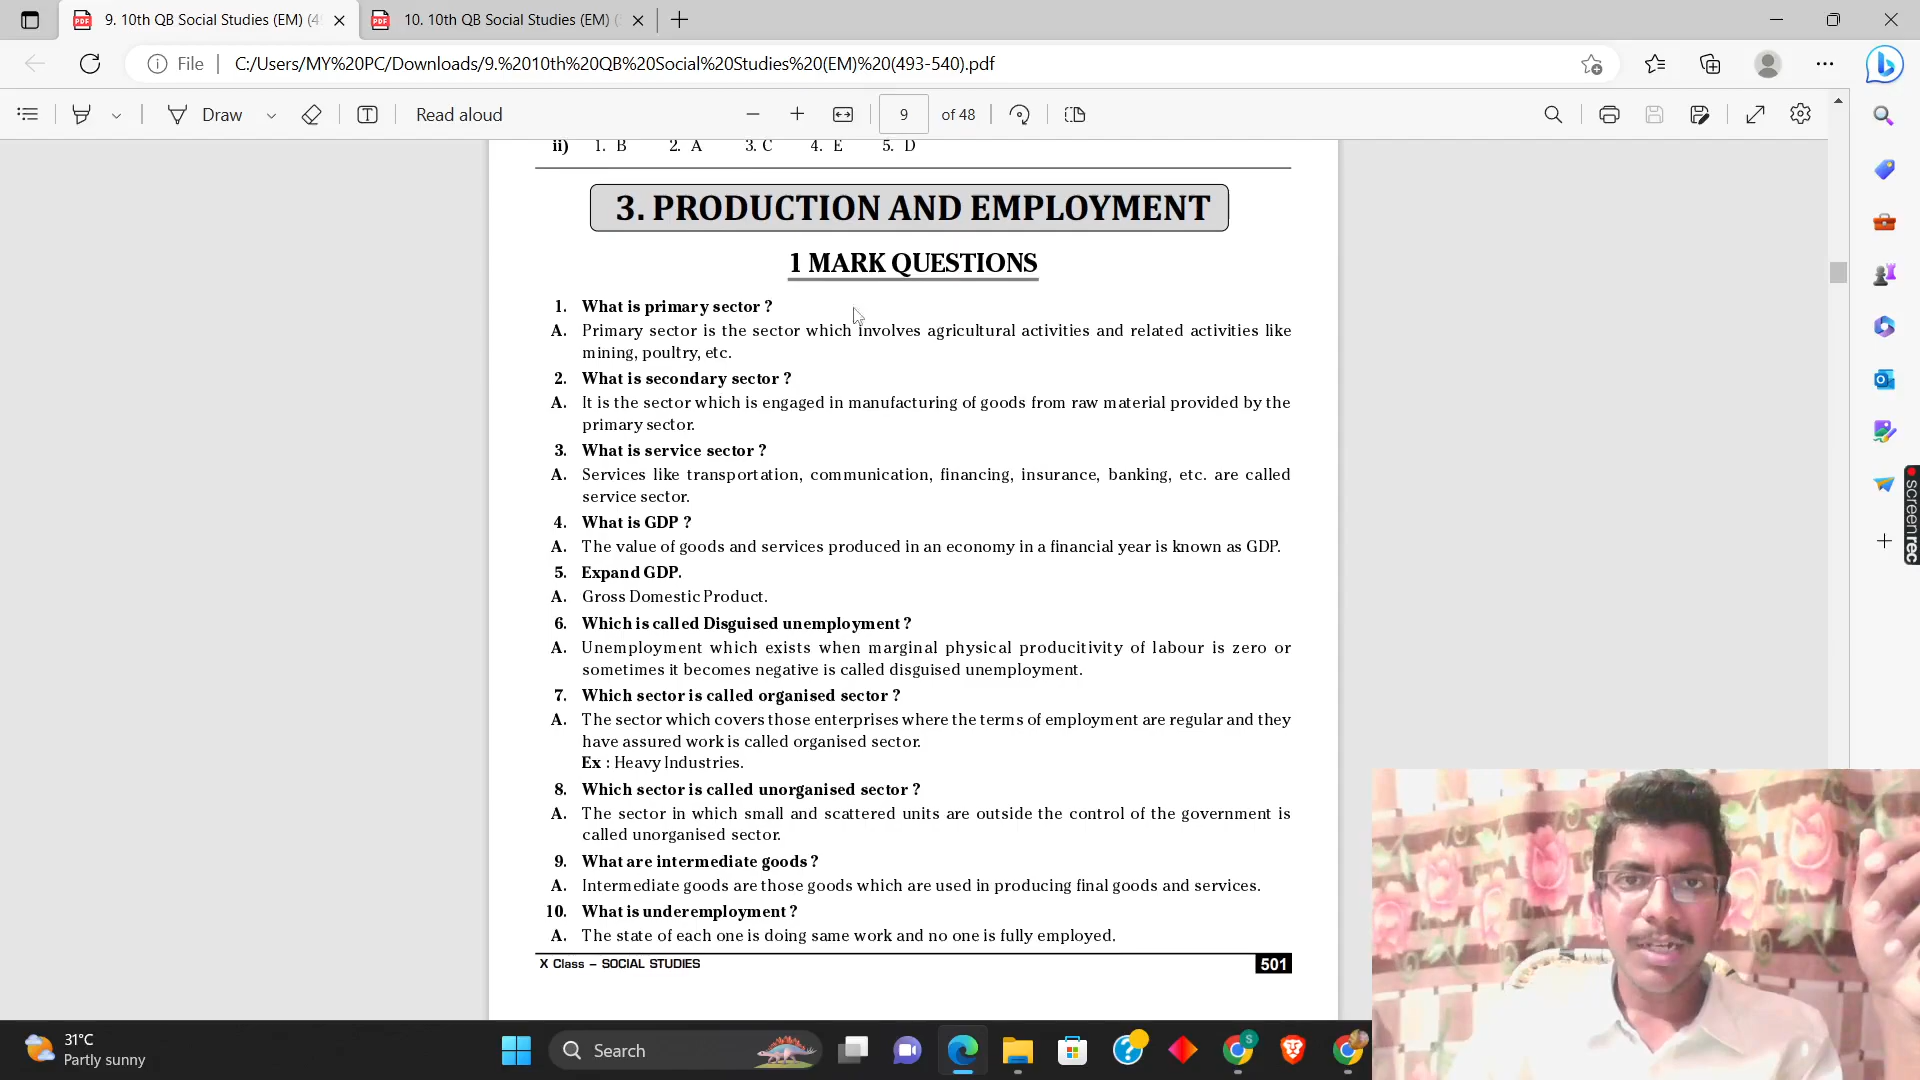 9. 10th QB Social Studies (EM) (4
10. 10th QB Social Studies (EM) (
File
C:/Users/MY%20PC/Downloads/9.%2010th%20QB%20Social%20Studies%20(EM)%20(493-540).pdf
Draw
Read aloud
9 of 48
ii) 1. B 2. A 3. C 4. E 5. D
3. PRODUCTION AND EMPLOYMENT
1 MARK QUESTIONS
1. What is primary sector ?
A. Primary sector is the sector which involves agricultural activities and related activities like
mining, poultry, etc.
2. What is secondary sector ?
A. It is the sector which is engaged in manufacturing of goods from raw material provided by the
primary sector.
3. What is service sector ?
A. Services like transportation, communication, financing, insurance, banking, etc. are called
service sector.
4. What is GDP ?
A. The value of goods and services produced in an economy in a financial year is known as GDP.
5. Expand GDP.
A. Gross Domestic Product.
6. Which is called Disguised unemployment ?
A. Unemployment which exists when marginal physical producitivity of labour is zero or
sometimes it becomes negative is called disguised unemployment.
7. Which sector is called organised sector ?
A. The sector which covers those enterprises where the terms of employment are regular and they
have assured work is called organised sector.
Ex : Heavy Industries.
8. Which sector is called unorganised sector ?
A. The sector in which small and scattered units are outside the control of the government is
called unorganised sector.
9. What are intermediate goods ?
A. Intermediate goods are those goods which are used in producing final goods and services.
10. What is underemployment ?
A. The state of each one is doing same work and no one is fully employed.
X Class – SOCIAL STUDIES 501
screenrec
31°C
Partly sunny
Search